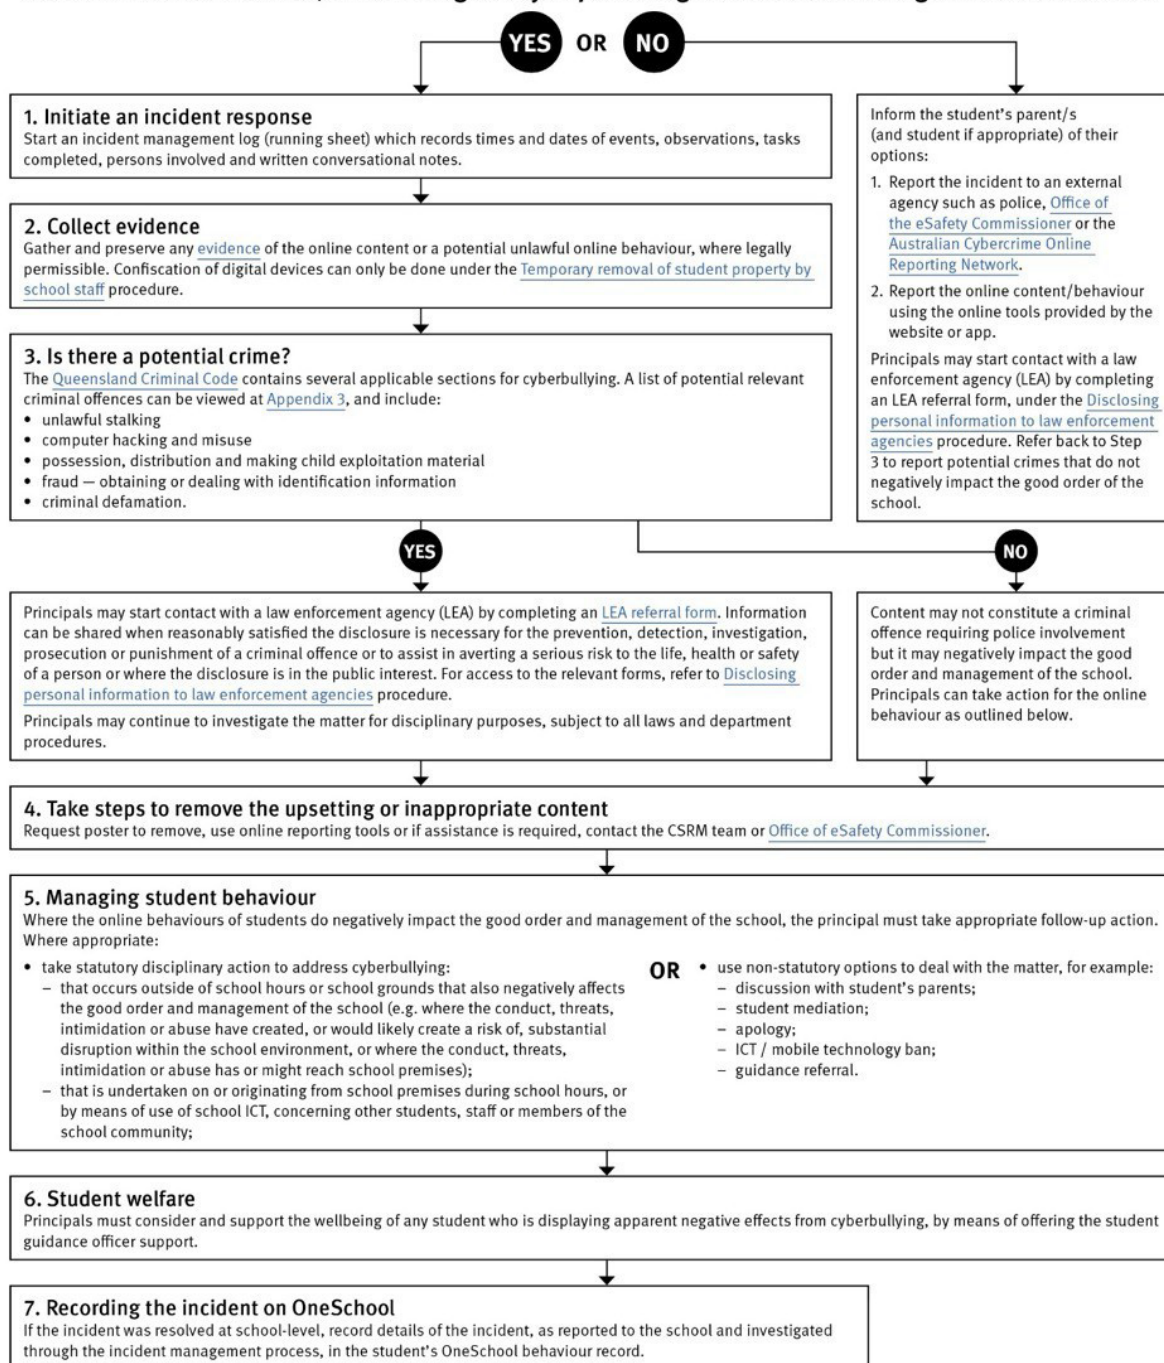 YES OR NO
1. Initiate an incident response
Start an incident management log (running sheet) which records times and dates of events, observations, tasks
completed, persons involved and written conversational notes.
Inform the student's parent/s
(and student if appropriate) of their
options:
1. Report the incident to an external
agency such as police, Office of
the eSafety Commissioner or the
Australian Cybercrime Online
Reporting Network.
2. Report the online content/behaviour
using the online tools provided by the
website or app.
Principals may start contact with a law
enforcement agency (LEA) by completing
an LEA referral form, under the Disclosing
personal information to law enforcement
agencies procedure. Refer back to Step
3 to report potential crimes that do not
negatively impact the good order of the
school.
2. Collect evidence
Gather and preserve any evidence of the online content or a potential unlawful online behaviour, where legally
permissible. Confiscation of digital devices can only be done under the Temporary removal of student property by
school staff procedure.
3. Is there a potential crime?
The Queensland Criminal Code contains several applicable sections for cyberbullying. A list of potential relevant
criminal offences can be viewed at Appendix 3, and include:
• unlawful stalking
• computer hacking and misuse
• possession, distribution and making child exploitation material
• fraud — obtaining or dealing with identification information
• criminal defamation.
YES
NO
Principals may start contact with a law enforcement agency (LEA) by completing an LEA referral form. Information
can be shared when reasonably satisfied the disclosure is necessary for the prevention, detection, investigation,
prosecution or punishment of a criminal offence or to assist in averting a serious risk to the life, health or safety
of a person or where the disclosure is in the public interest. For access to the relevant forms, refer to Disclosing
personal information to law enforcement agencies procedure.
Principals may continue to investigate the matter for disciplinary purposes, subject to all laws and department
procedures.
Content may not constitute a criminal
offence requiring police involvement
but it may negatively impact the good
order and management of the school.
Principals can take action for the online
behaviour as outlined below.
4. Take steps to remove the upsetting or inappropriate content
Request poster to remove, use online reporting tools or if assistance is required, contact the CSRM team or Office of eSafety Commissioner.
5. Managing student behaviour
Where the online behaviours of students do negatively impact the good order and management of the school, the principal must take appropriate follow-up action.
Where appropriate:
• take statutory disciplinary action to address cyberbullying:
– that occurs outside of school hours or school grounds that also negatively affects
the good order and management of the school (e.g. where the conduct, threats,
intimidation or abuse have created, or would likely create a risk of, substantial
disruption within the school environment, or where the conduct, threats,
intimidation or abuse has or might reach school premises);
– that is undertaken on or originating from school premises during school hours, or
by means of use of school ICT, concerning other students, staff or members of the
school community;
OR
• use non-statutory options to deal with the matter, for example:
– discussion with student's parents;
– student mediation;
– apology;
– ICT / mobile technology ban;
– guidance referral.
6. Student welfare
Principals must consider and support the wellbeing of any student who is displaying apparent negative effects from cyberbullying, by means of offering the student
guidance officer support.
7. Recording the incident on OneSchool
If the incident was resolved at school-level, record details of the incident, as reported to the school and investigated
through the incident management process, in the student's OneSchool behaviour record.